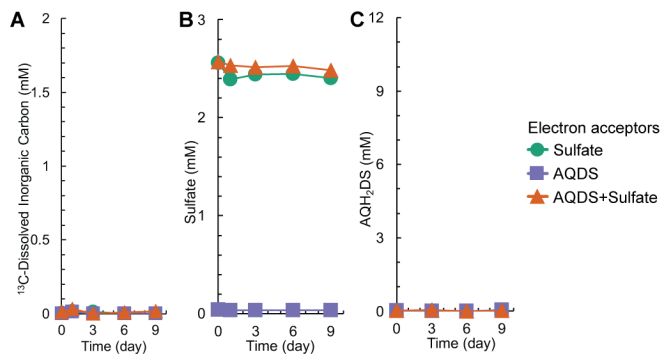 A
B
C
2
1.5
1
0.5
0
0
3
6
9
¹³C-Dissolved Inorganic Carbon (mM)
Time (day)
3
2
1
0
0
3
6
9
Sulfate (mM)
Time (day)
12
9
6
3
0
0
3
6
9
AQH₂DS (mM)
Time (day)
Electron acceptors
Sulfate
AQDS
AQDS+Sulfate